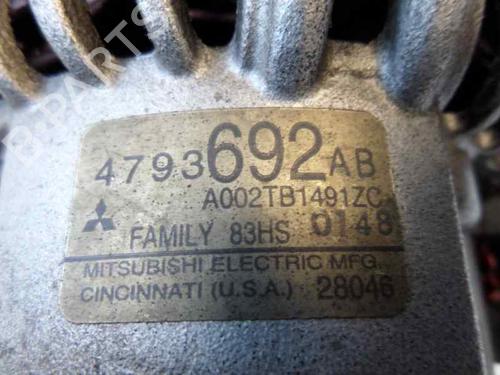 B-PARTS
4793692AB
A002TB1491ZC
FAMILY 83HS 0148
MITSUBISHI ELECTRIC MFG.
CINCINNATI (U.S.A.) 28046